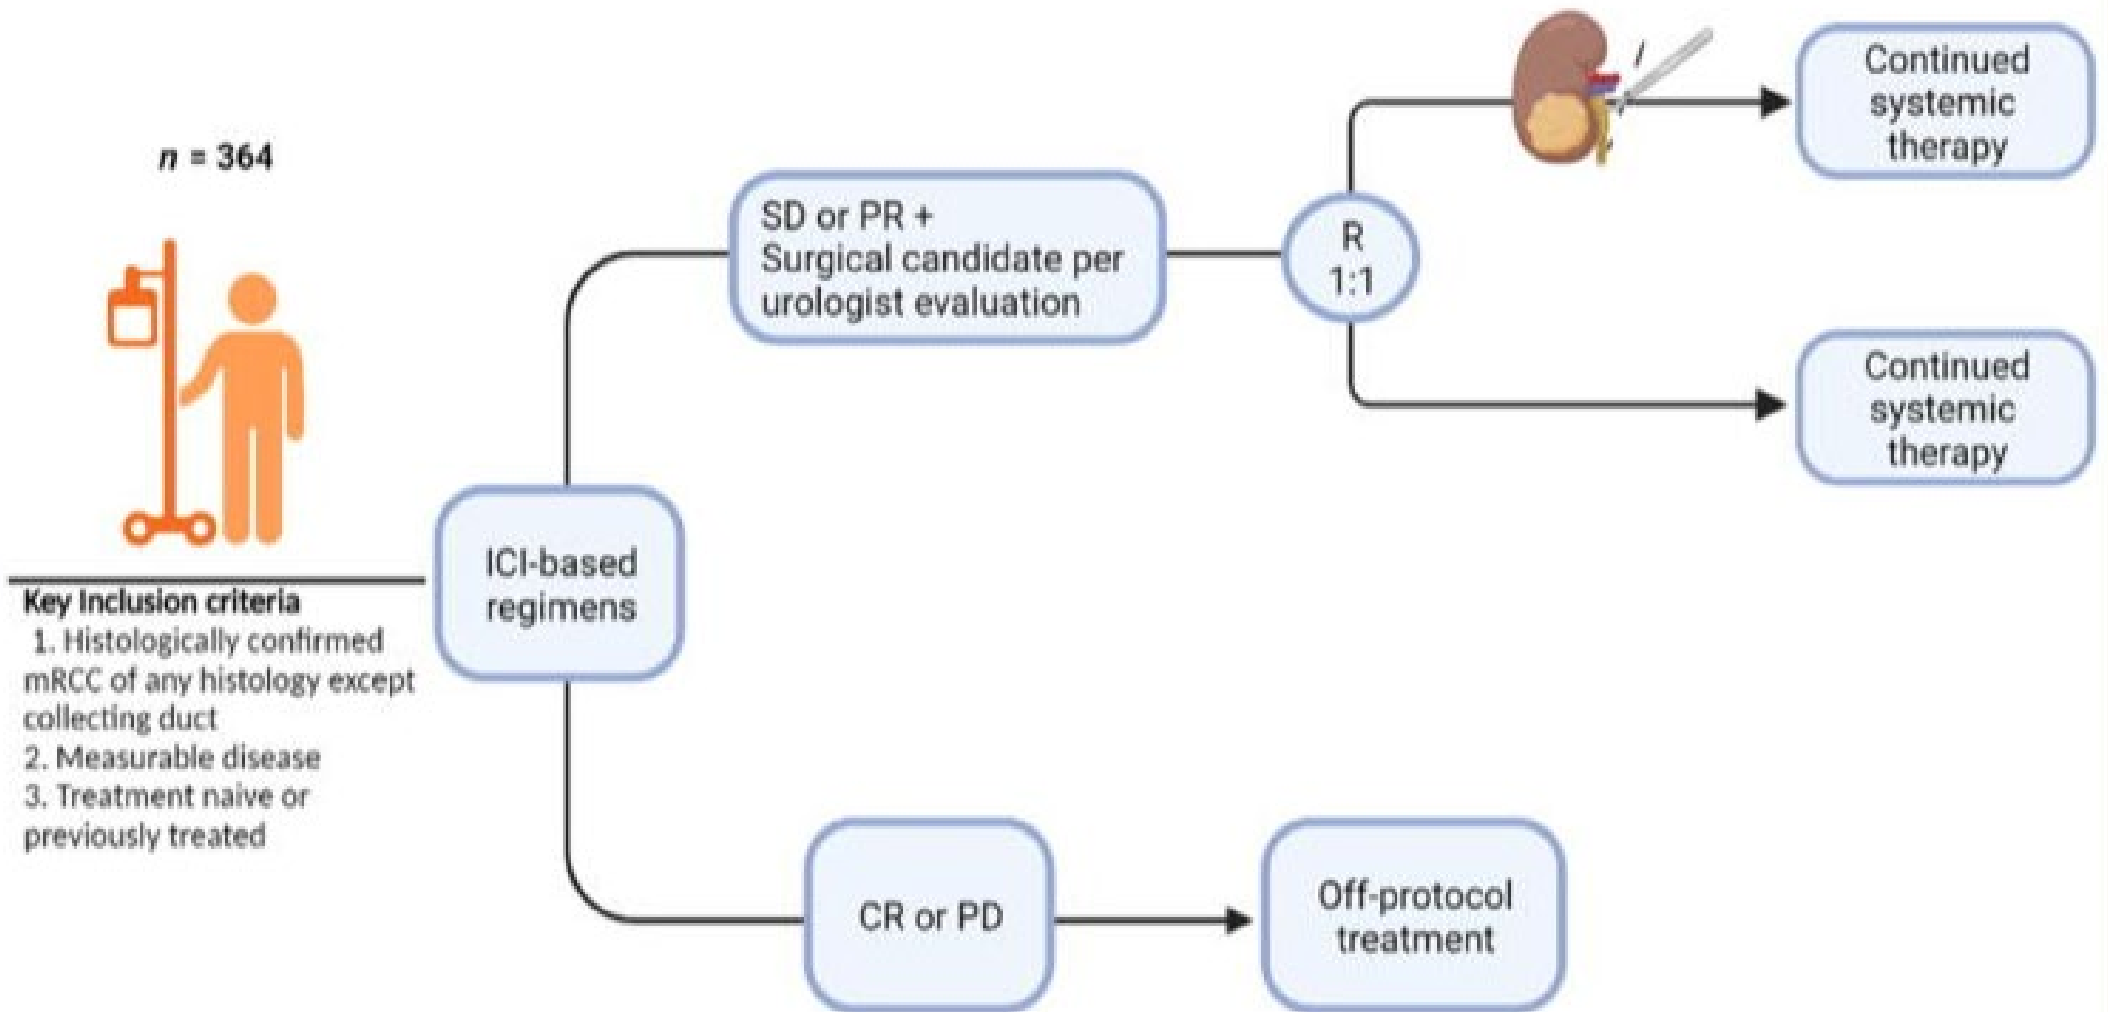 n = 364
Key Inclusion criteria
1. Histologically confirmed
mRCC of any histology except
collecting duct
2. Measurable disease
3. Treatment naive or
previously treated
ICI-based
regimens
SD or PR +
Surgical candidate per
urologist evaluation
R
1:1
Continued
systemic
therapy
Continued
systemic
therapy
CR or PD
Off-protocol
treatment